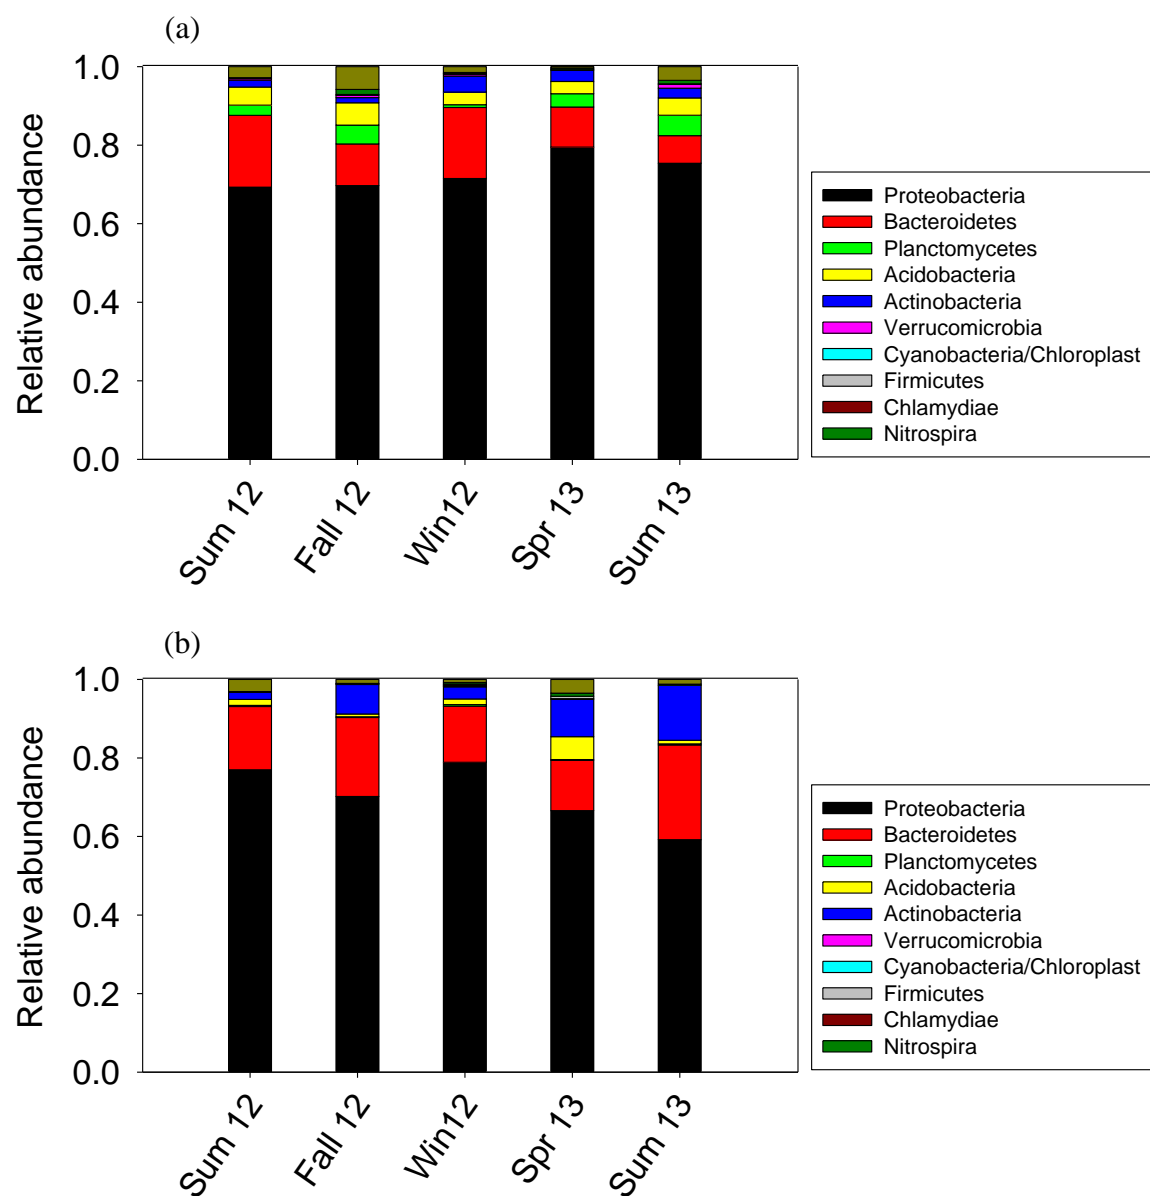 (a)
Relative abundance
1.0
0.8
0.6
0.4
0.2
0.0
Sum 12
Fall 12
Win12
Spr 13
Sum 13
Proteobacteria
Bacteroidetes
Planctomycetes
Acidobacteria
Actinobacteria
Verrucomicrobia
Cyanobacteria/Chloroplast
Firmicutes
Chlamydiae
Nitrospira
(b)
Relative abundance
1.0
0.8
0.6
0.4
0.2
0.0
Sum 12
Fall 12
Win12
Spr 13
Sum 13
Proteobacteria
Bacteroidetes
Planctomycetes
Acidobacteria
Actinobacteria
Verrucomicrobia
Cyanobacteria/Chloroplast
Firmicutes
Chlamydiae
Nitrospira